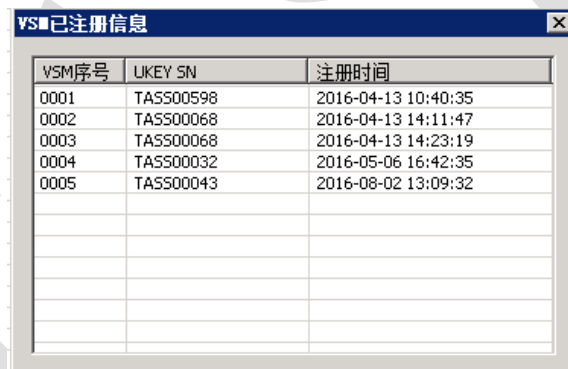 VSM已注册信息
VSM序号 UKEY SN 注册时间
0001 TASS00598 2016-04-13 10:40:35
0002 TASS00068 2016-04-13 14:11:47
0003 TASS00068 2016-04-13 14:23:19
0004 TASS00032 2016-05-06 16:42:35
0005 TASS00043 2016-08-02 13:09:32